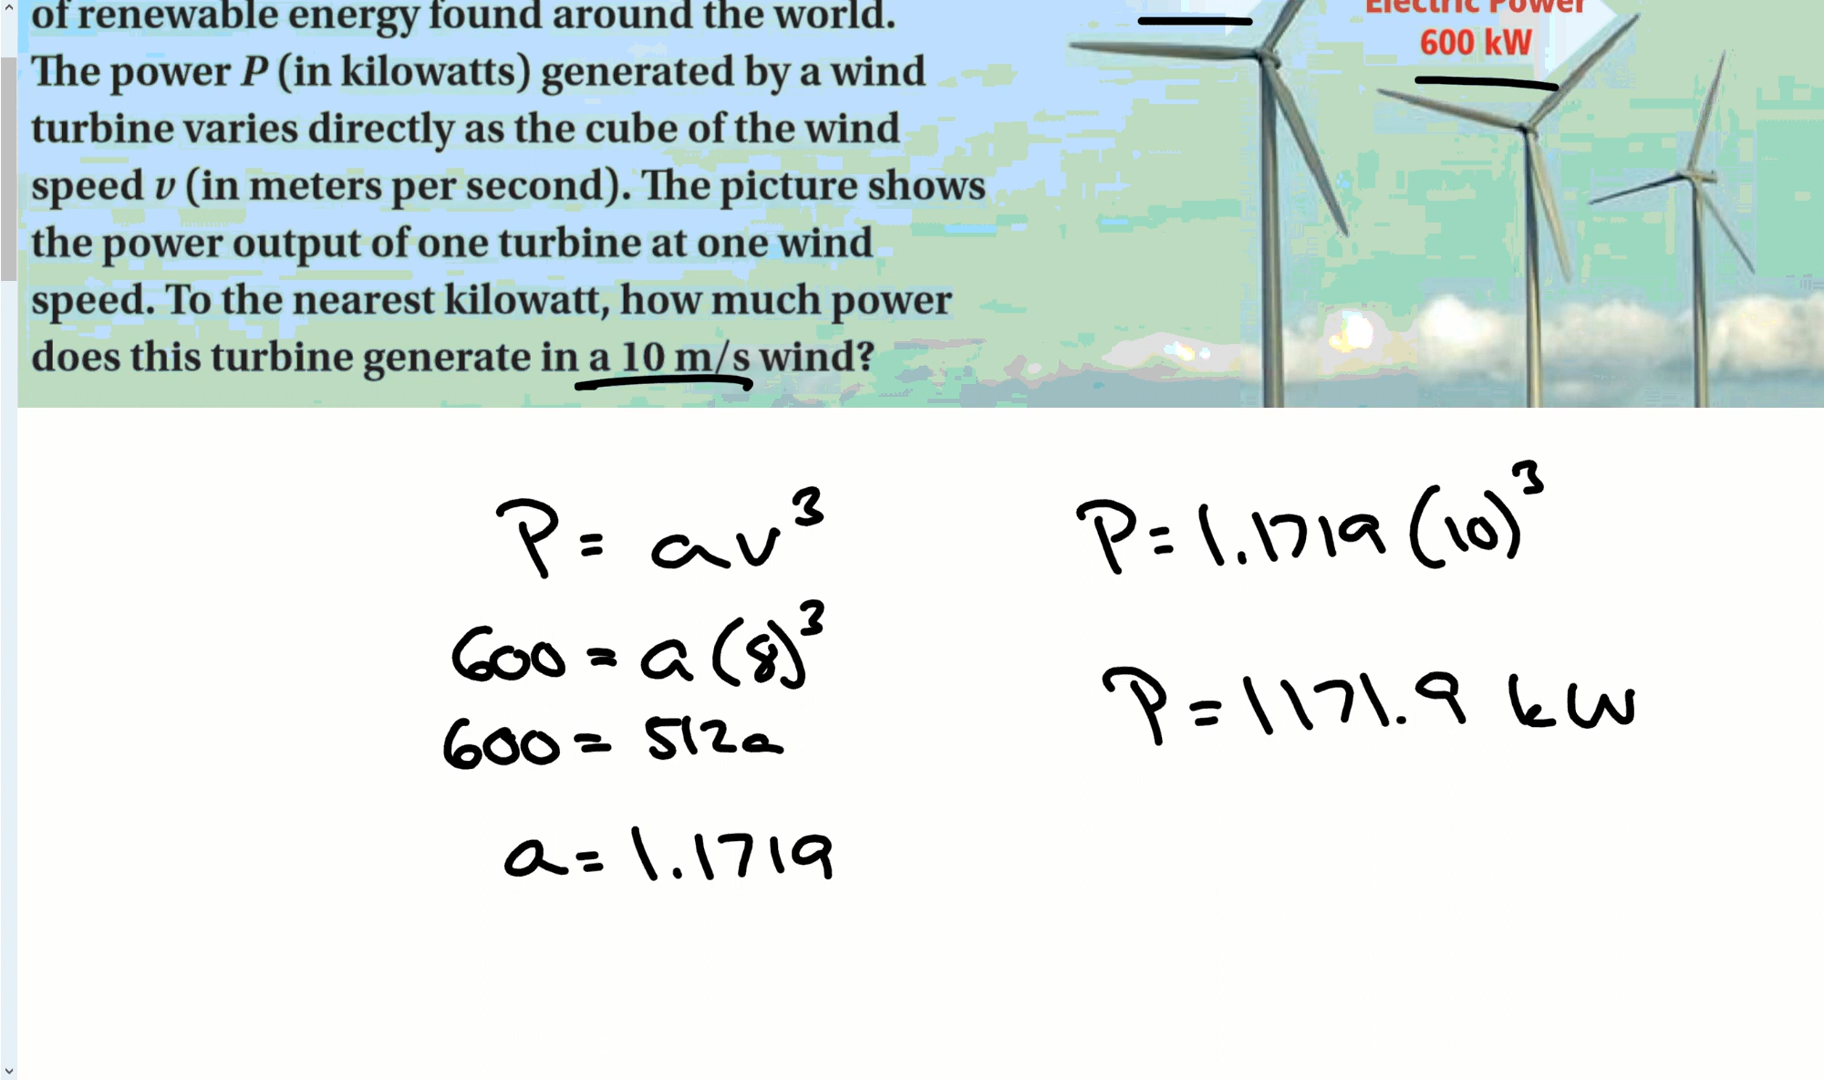 of renewable energy found around the world.
The power P (in kilowatts) generated by a wind
turbine varies directly as the cube of the wind
speed v (in meters per second). The picture shows
the power output of one turbine at one wind
speed. To the nearest kilowatt, how much power
does this turbine generate in a 10 m/s wind?
Electric Power
600 kW
P = av³
600 = a (8)³
600 = 512a
a = 1.1719
P = 1.1719 (10)³
P = 1171.9 kW